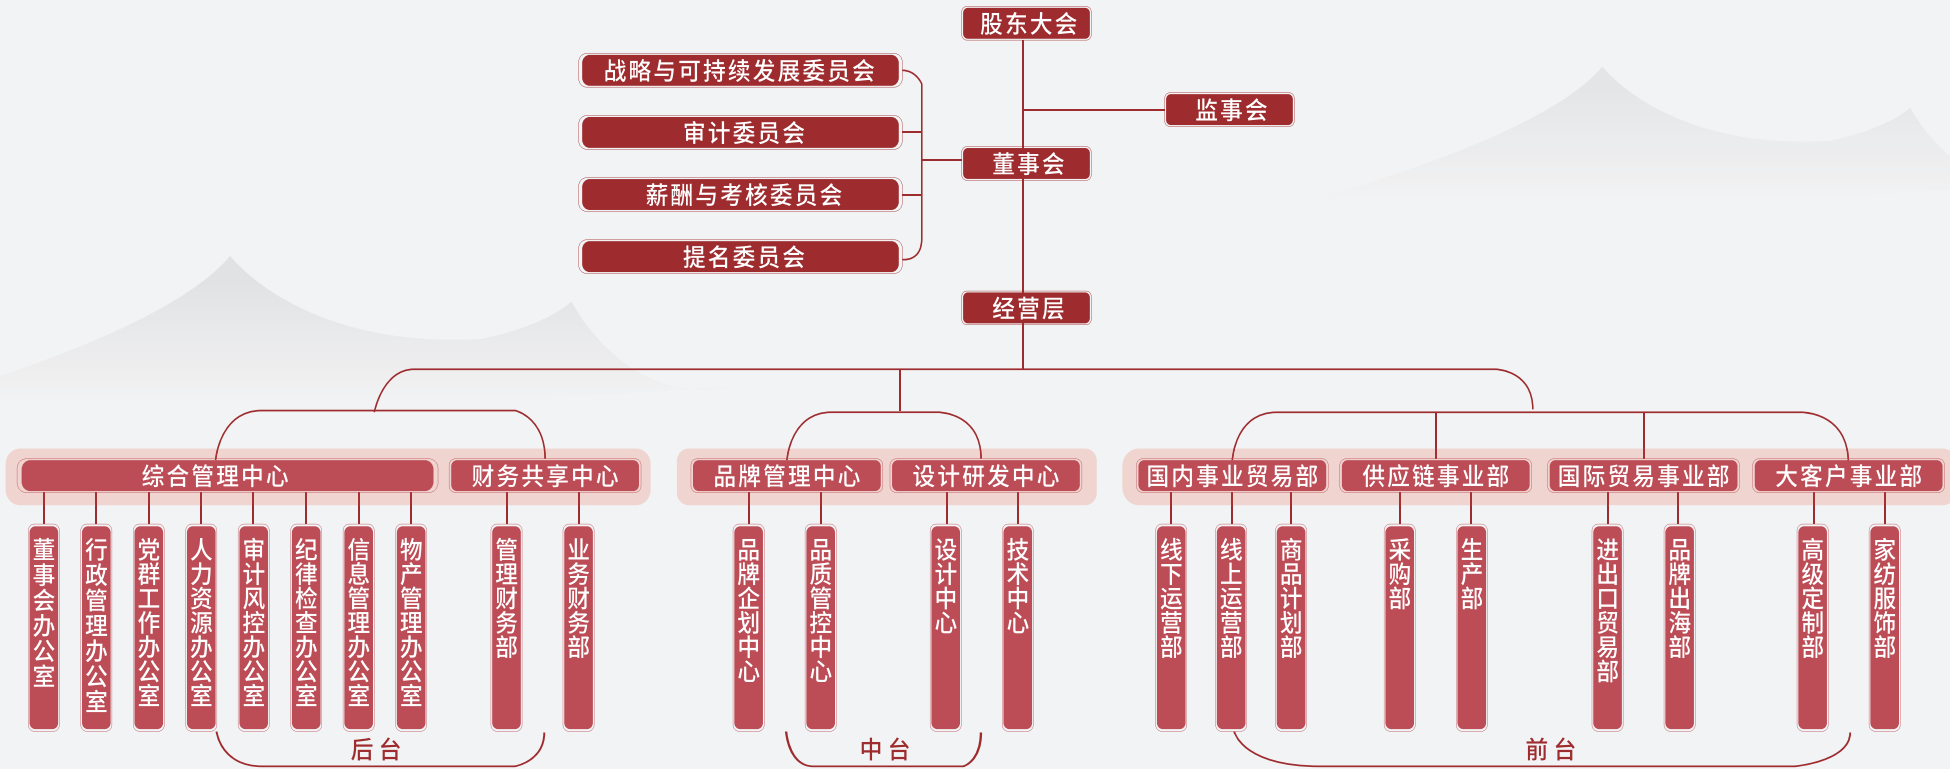 股东大会
战略与可持续发展委员会
监事会
审计委员会
董事会
薪酬与考核委员会
提名委员会
经营层
综合管理中心
财务共享中心
品牌管理中心
设计研发中心
国内事业贸易部
供应链事业部
国际贸易事业部
大客户事业部
董事会办公室
行政管理办公室
党群工作办公室
人力资源办公室
审计风控办公室
纪律检查办公室
信息管理办公室
物产管理办公室
管理财务部
业务财务部
品牌企划中心
品质管控中心
设计中心
技术中心
线下运营部
线上运营部
商品计划部
采购部
生产部
进出口贸易部
品牌出海部
高级定制部
家纺服饰部
后台
中台
前台